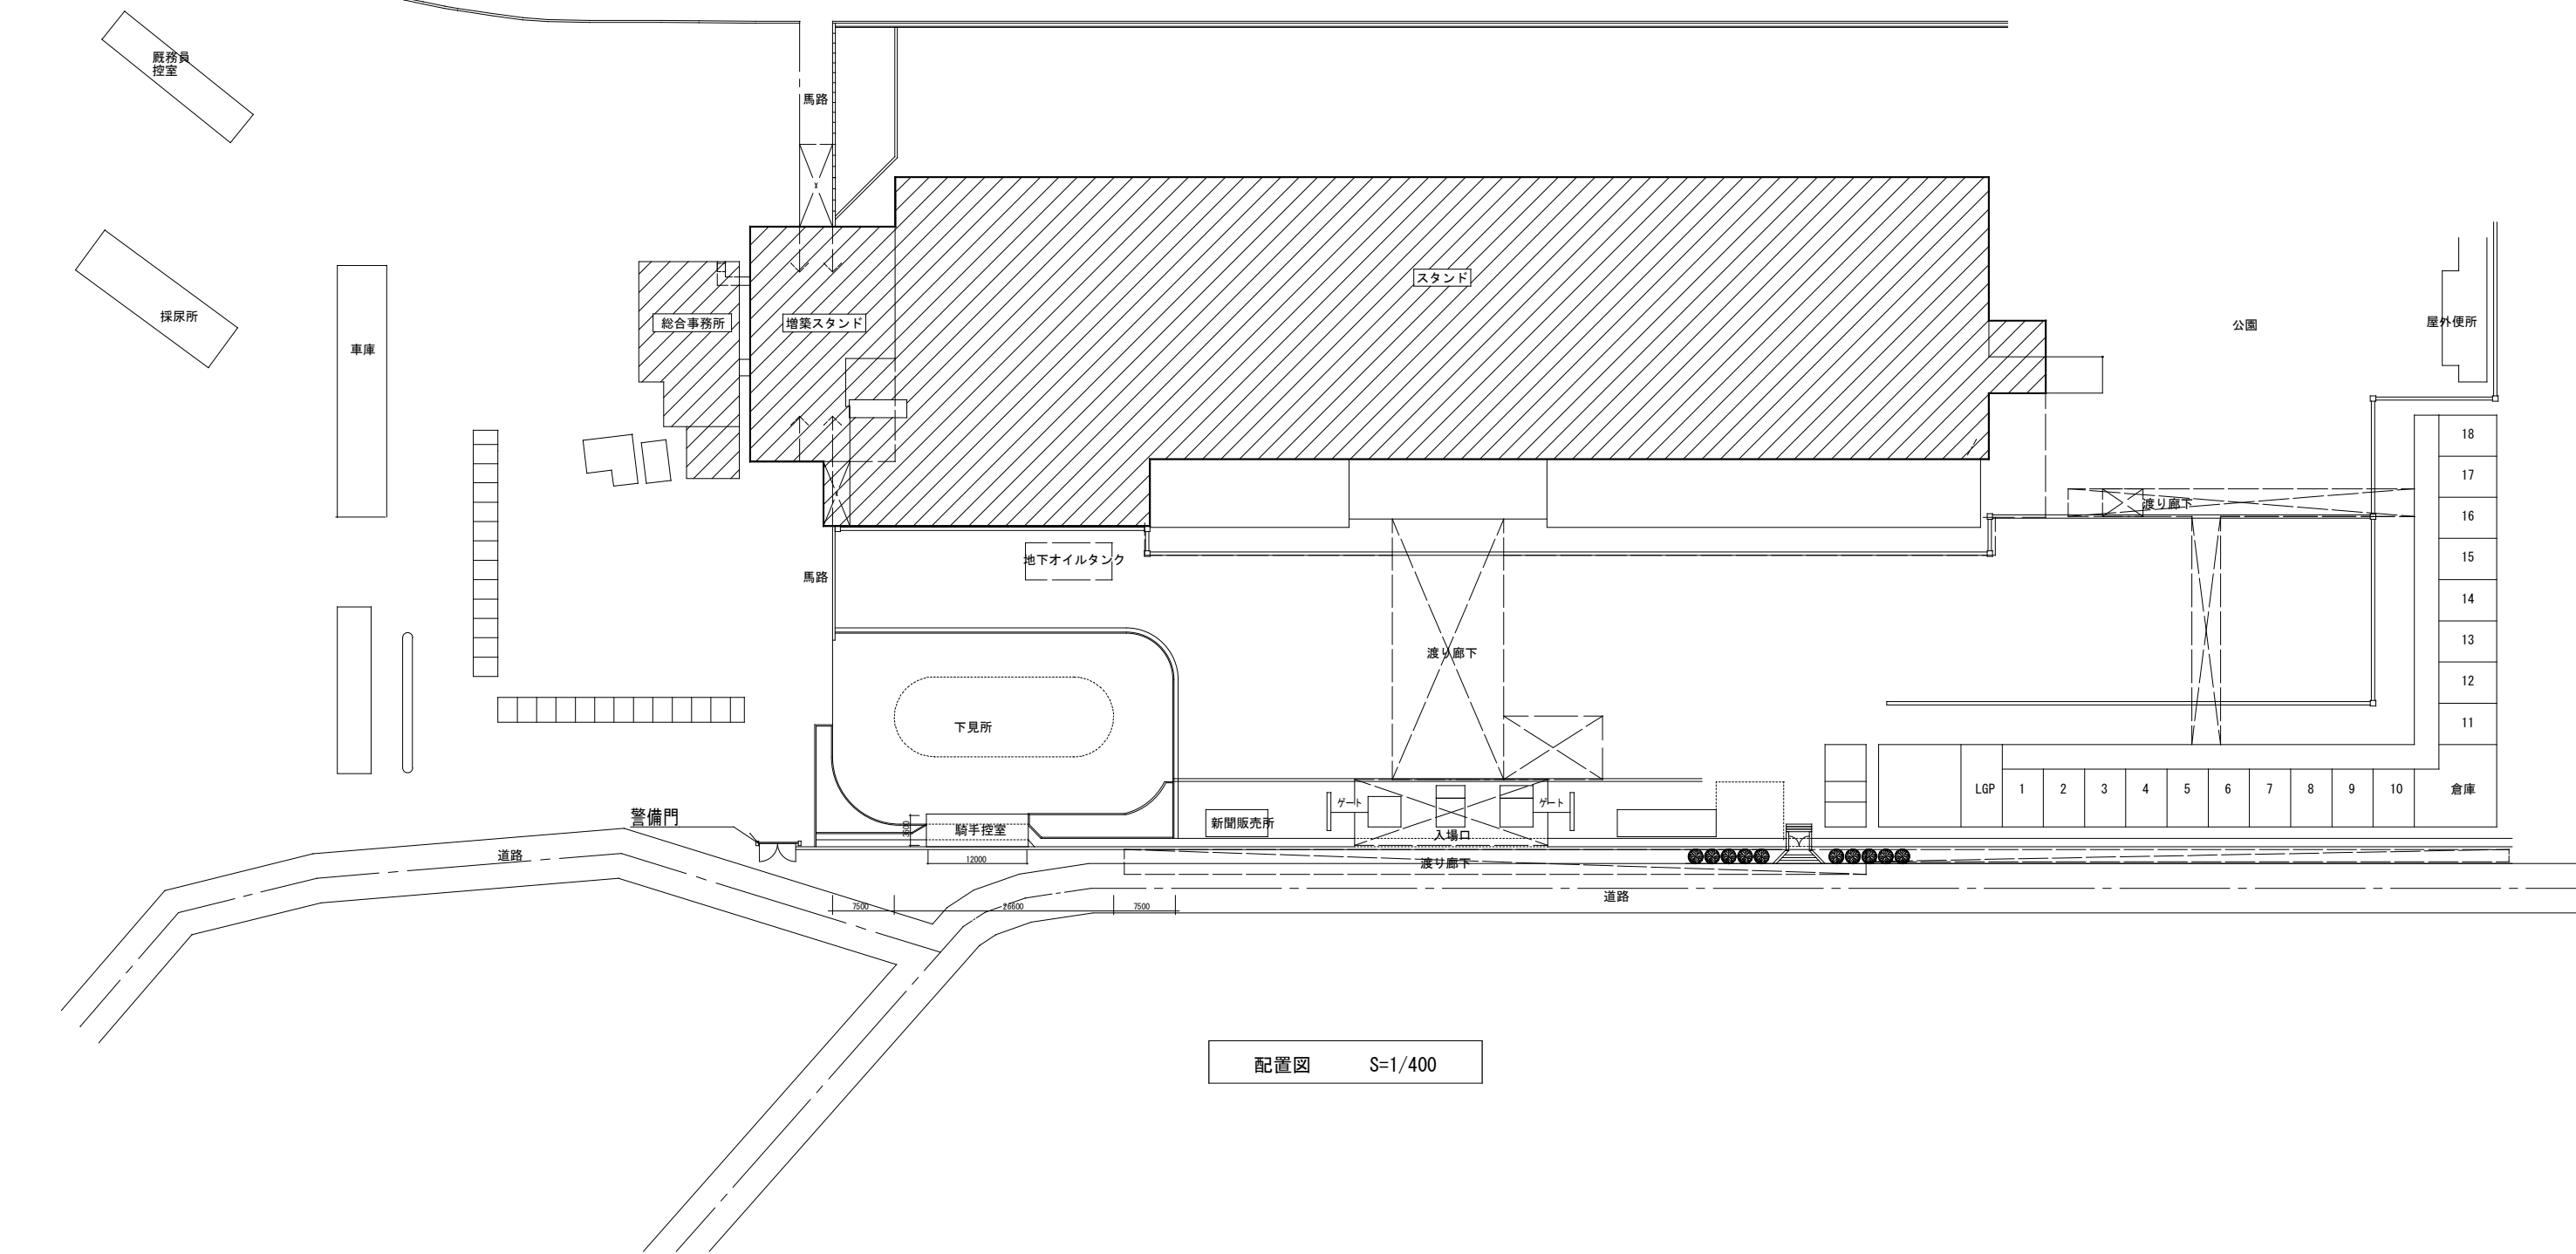 厩務員
控室
馬路
スタンド
採尿所
総合事務所
増築スタンド
公園
屋外便所
車庫
18
17
渡り廊下
16
地下オイルタンク
15
馬路
14
13
渡り廊下
12
下見所
11
LGP
1
2
3
4
5
6
7
8
9
10
倉庫
ゲート
ゲート
警備門
新聞販売所
騎手控室
入場口
道路
12000
渡り廊下
道路
7500
26600
7500
配置図 S=1/400